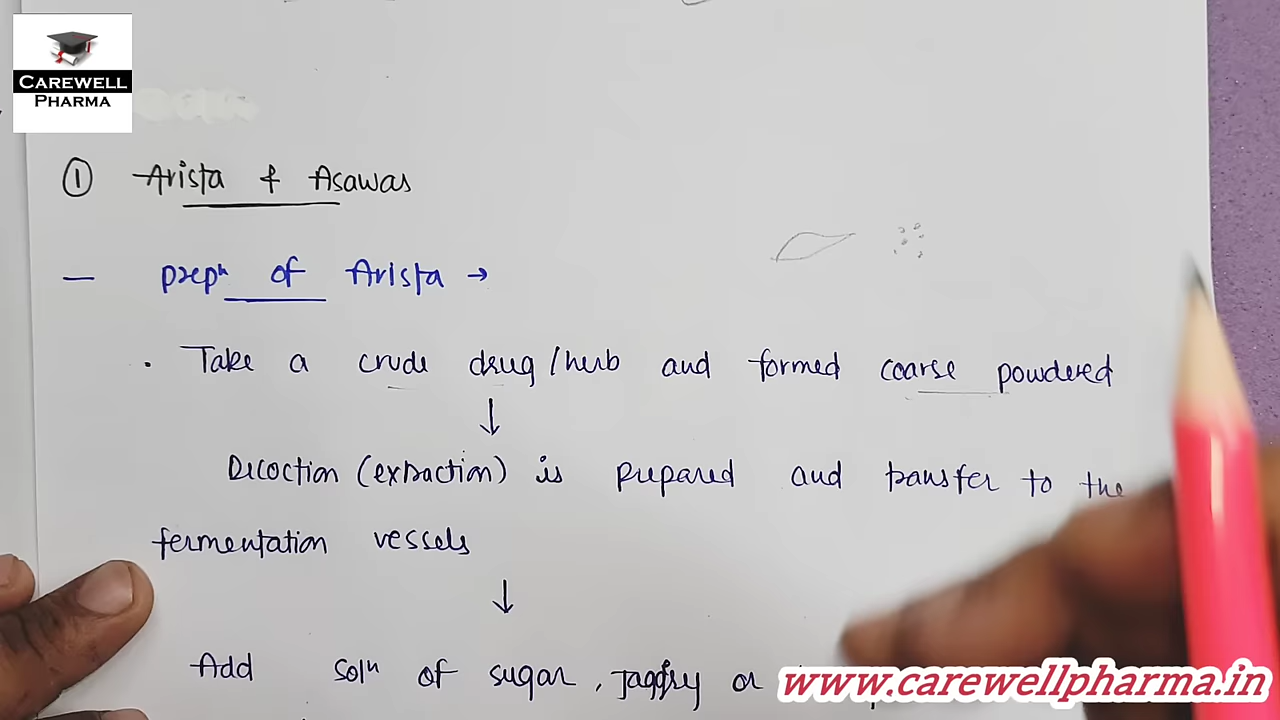 CAREWELL
PHARMA
① Arista & Asawas
— prepⁿ of Arista →
. Take a crude drug/herb and formed coarse powdered
↓
Decoction (extraction) is prepared and transfer to the
fermentation vessels
↓
Add solⁿ of sugar, Jaggry or
www.carewellpharma.in